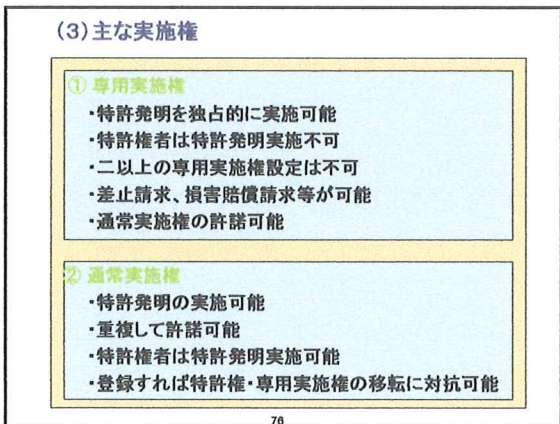 (3)主な実施権
① 専用実施権
・特許発明を独占的に実施可能
・特許権者は特許発明実施不可
・二以上の専用実施権設定は不可
・差止請求、損害賠償請求等が可能
・通常実施権の許諾可能
② 通常実施権
・特許発明の実施可能
・重複して許諾可能
・特許権者は特許発明実施可能
・登録すれば特許権・専用実施権の移転に対抗可能
76